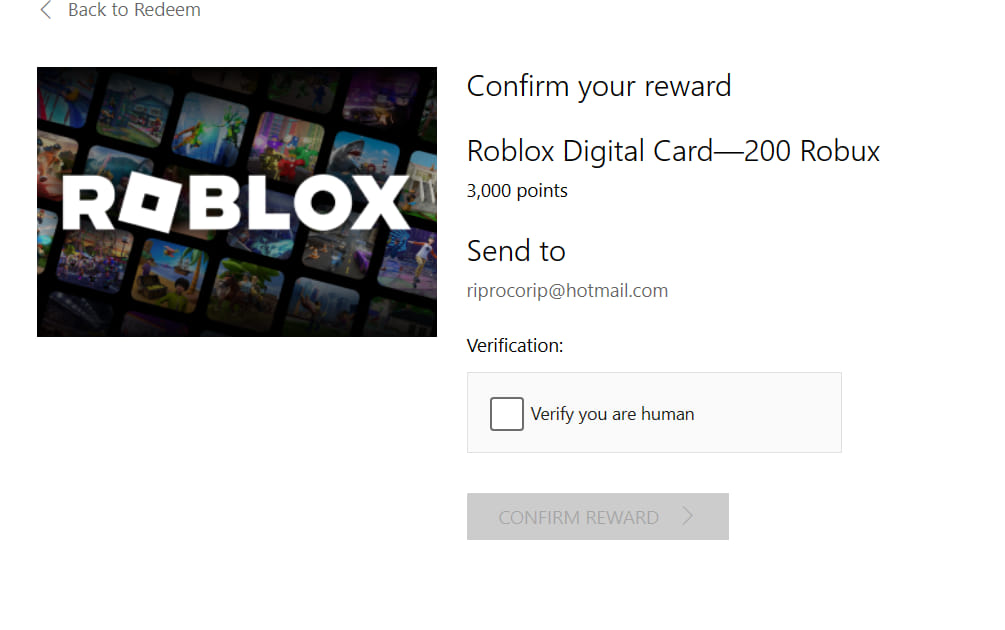 Back to Redeem
ROBLOX
Confirm your reward
Roblox Digital Card—200 Robux
3,000 points
Send to
riprocorip@hotmail.com
Verification:
Verify you are human
CONFIRM REWARD